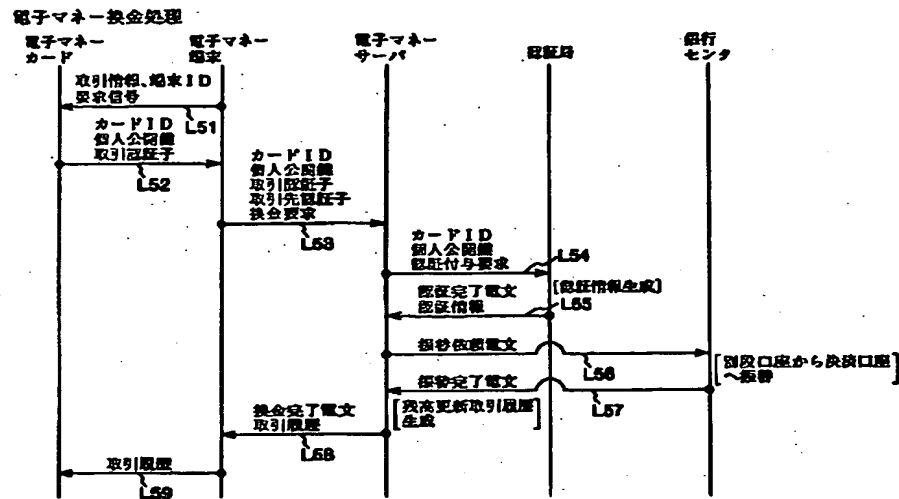 電子マネー換金処理
電子マネー
カード
電子マネー
端末
電子マネー
サーバ
認証局
銀行
センタ
取引情報、端末ID
要求信号
L51
カードID
個人公開鍵
取引認証子
L52
カードID
個人公開鍵
取引認証子
取引先認証子
換金要求
L53
カードID
個人公開鍵
認証付与要求
L54
認証完了電文
認証情報
[認証情報生成]
L55
振替依頼電文
L56
[別段口座から決済口座
へ振替]
振替完了電文
L57
[残高更新取引履歴
生成]
換金完了電文
取引履歴
L58
取引履歴
L59